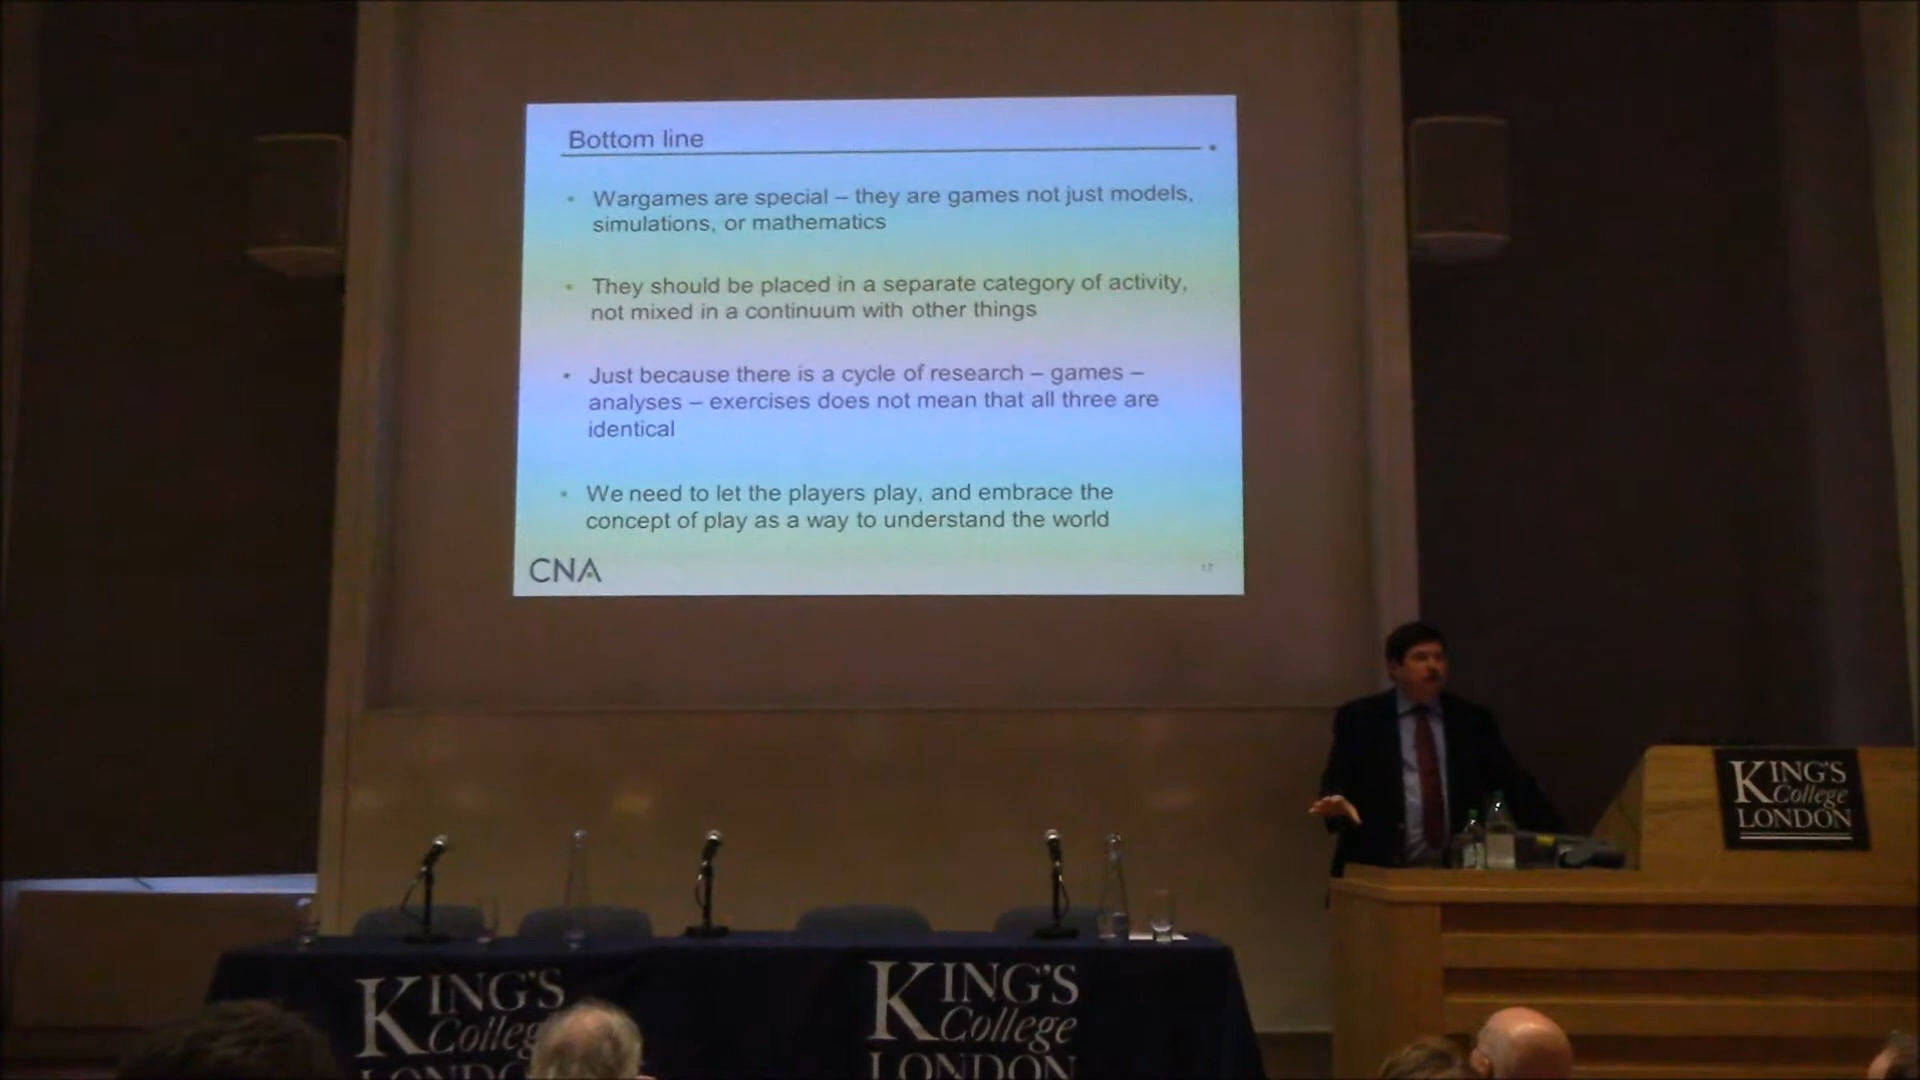 Bottom line
• Wargames are special – they are games not just models,
simulations, or mathematics
• They should be placed in a separate category of activity,
not mixed in a continuum with other things
• Just because there is a cycle of research – games –
analyses – exercises does not mean that all three are
identical
• We need to let the players play, and embrace the
concept of play as a way to understand the world
CNA
17
KING'S
College
LONDON
KING'S
College
LONDON
KING'S
College
LONDON